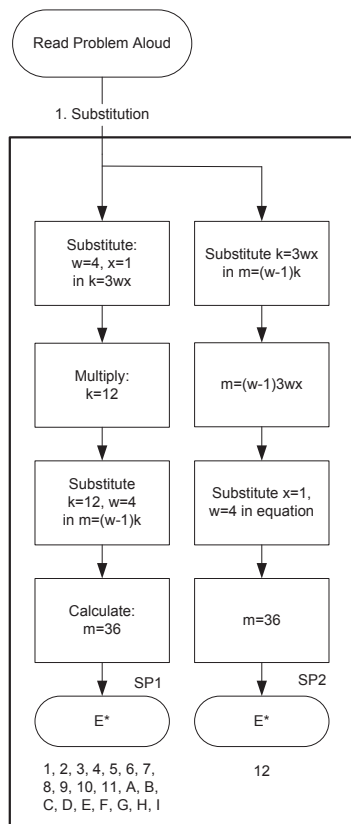 Read Problem Aloud
1. Substitution
Substitute:
w=4, x=1
in k=3wx
Multiply:
k=12
Substitute
k=12, w=4
in m=(w-1)k
Calculate:
m=36
SP1
E*
1, 2, 3, 4, 5, 6, 7,
8, 9, 10, 11, A, B,
C, D, E, F, G, H, I
Substitute k=3wx
in m=(w-1)k
m=(w-1)3wx
Substitute x=1,
w=4 in equation
m=36
SP2
E*
12